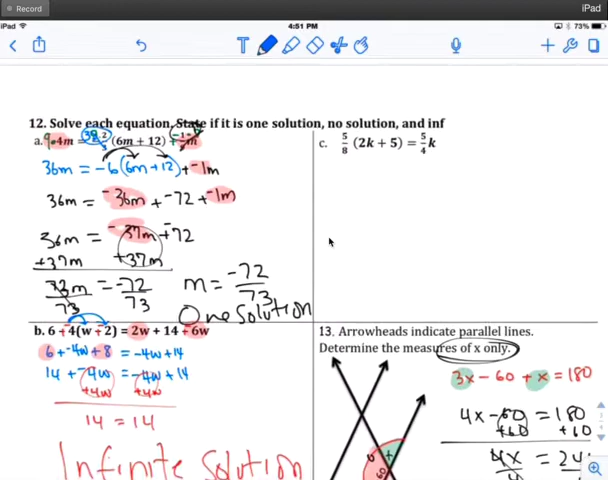 Record
iPad
iPad
4:51 PM
73%
12. Solve each equation, State if it is one solution, no solution, and inf
a. 4m = (6m + 12)
36m = -6(6m+12)+-1m
36m = -36m + -72 + -1m
36m = -37m + -72
+37m +37m
73m = -72
73 73
m = -72
73
One Solution
c. 5/8 (2k + 5) = 5/4 k
b. 6 + -4(w + -2) = 2w + 14 + -6w
6 + -4w + 8 = -4w + 14
14 + -4w = -4w + 14
+4w +4w
14 = 14
Infinite Solution
13. Arrowheads indicate parallel lines.
Determine the measures of x only.
3x - 60 + x = 180
4x - 60 = 180
+60 +60
4x = 24